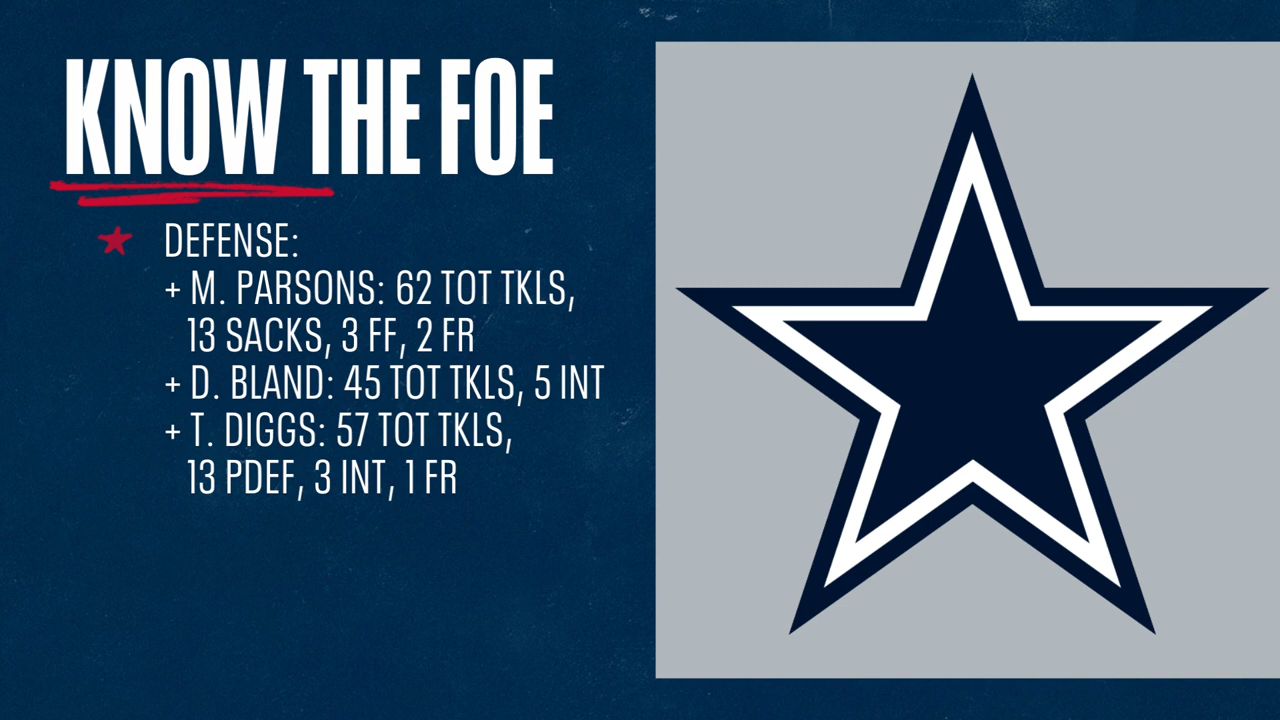 KNOW THE FOE
DEFENSE:
+ M. PARSONS: 62 TOT TKLS,
13 SACKS, 3 FF, 2 FR
+ D. BLAND: 45 TOT TKLS, 5 INT
+ T. DIGGS: 57 TOT TKLS,
13 PDEF, 3 INT, 1 FR